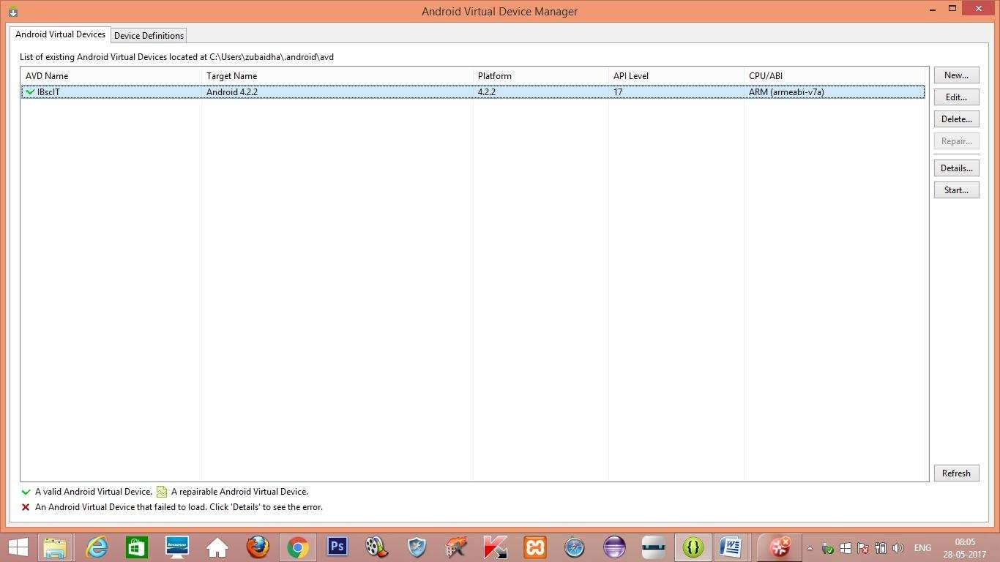 Android Virtual Device Manager
Android Virtual Devices Device Definitions
List of existing Android Virtual Devices located at C:\Users\zubaidha\.android\avd
AVD Name Target Name Platform API Level CPU/ABI
IBscIT Android 4.2.2 4.2.2 17 ARM (armeabi-v7a)
New...
Edit...
Delete...
Repair...
Details...
Start...
Refresh
A valid Android Virtual Device. A repairable Android Virtual Device.
An Android Virtual Device that failed to load. Click 'Details' to see the error.
lenovo
Ps
ENG
08:05
28-05-2017